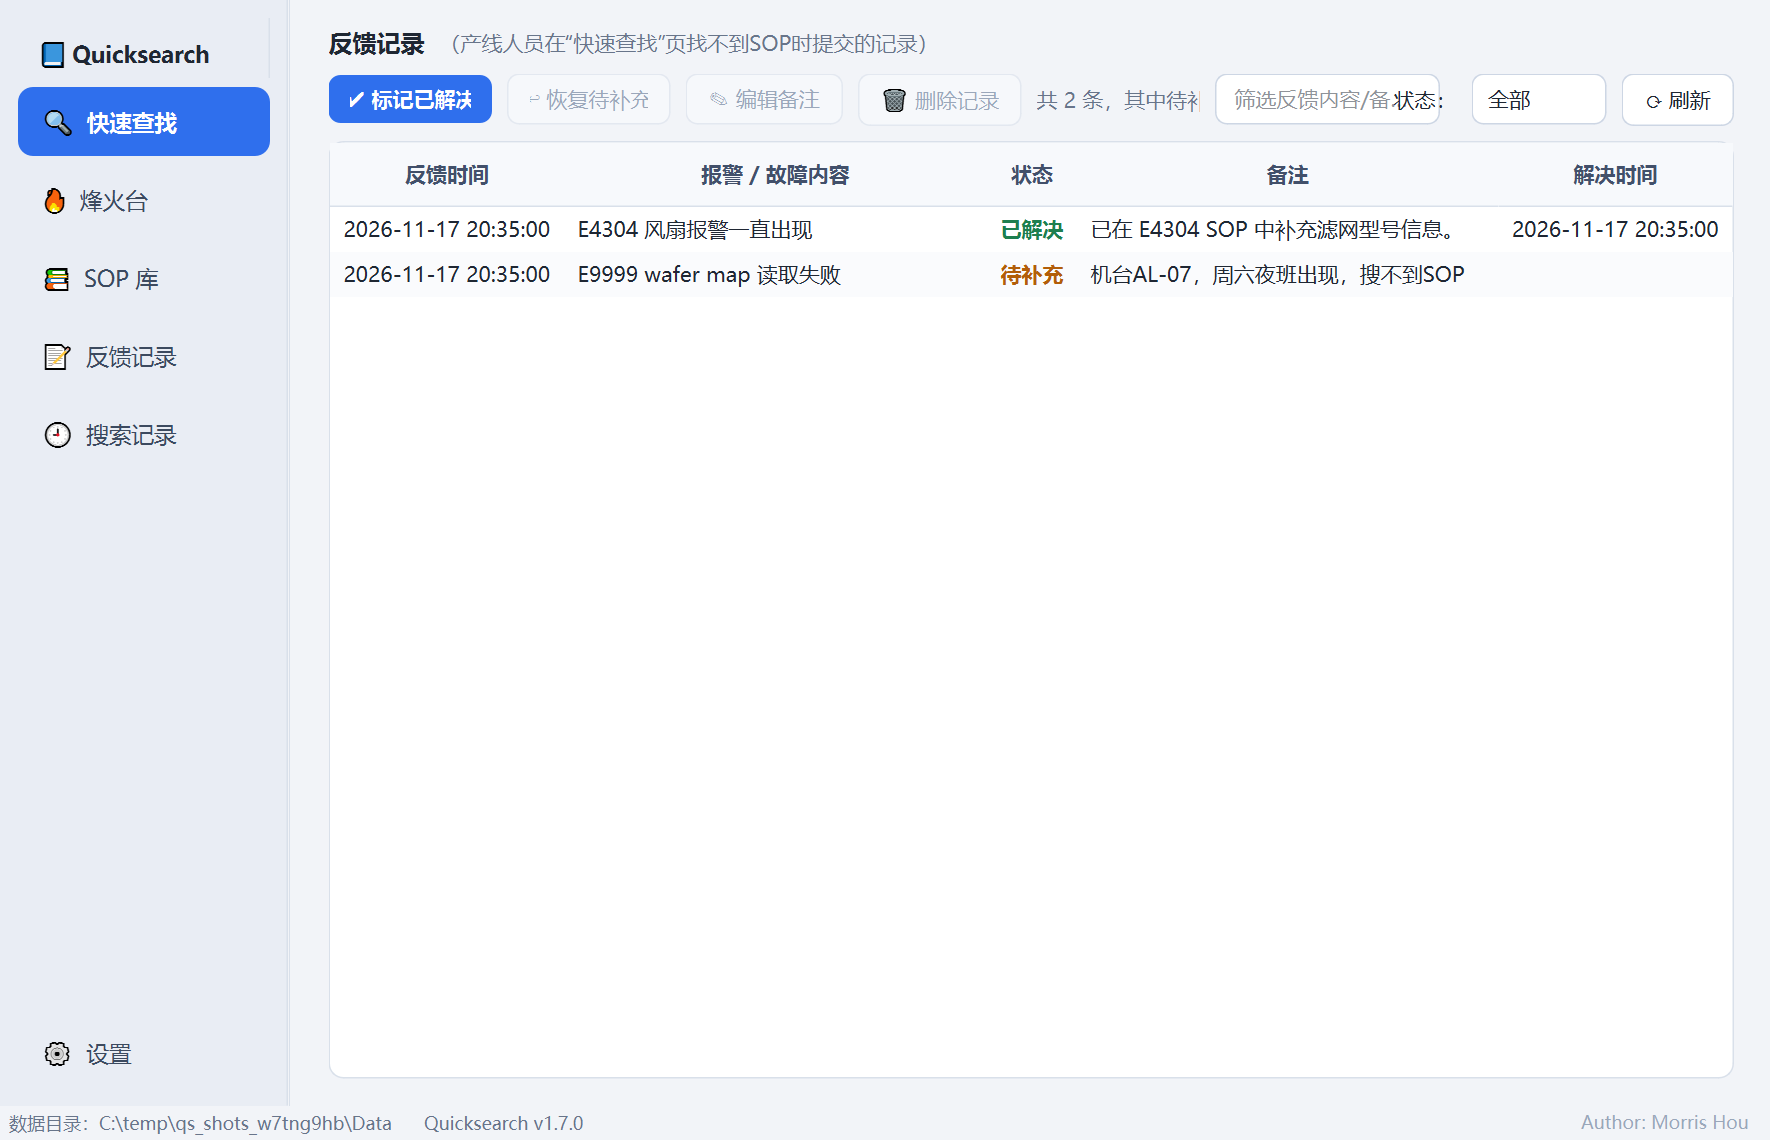 Quicksearch
快速查找
烽火台
SOP 库
反馈记录
搜索记录
设置
反馈记录 （产线人员在“快速查找”页找不到SOP时提交的记录）
✓ 标记已解决 ↩ 恢复待补充 ✎ 编辑备注 删除记录 共 2 条，其中待 筛选反馈内容/备 状态： 全部 ⟳ 刷新
反馈时间 报警 / 故障内容 状态 备注 解决时间
2026-11-17 20:35:00 E4304 风扇报警一直出现 已解决 已在 E4304 SOP 中补充滤网型号信息。 2026-11-17 20:35:00
2026-11-17 20:35:00 E9999 wafer map 读取失败 待补充 机台AL-07，周六夜班出现，搜不到SOP
数据目录：C:\temp\qs_shots_w7tng9hb\Data Quicksearch v1.7.0 Author: Morris Hou